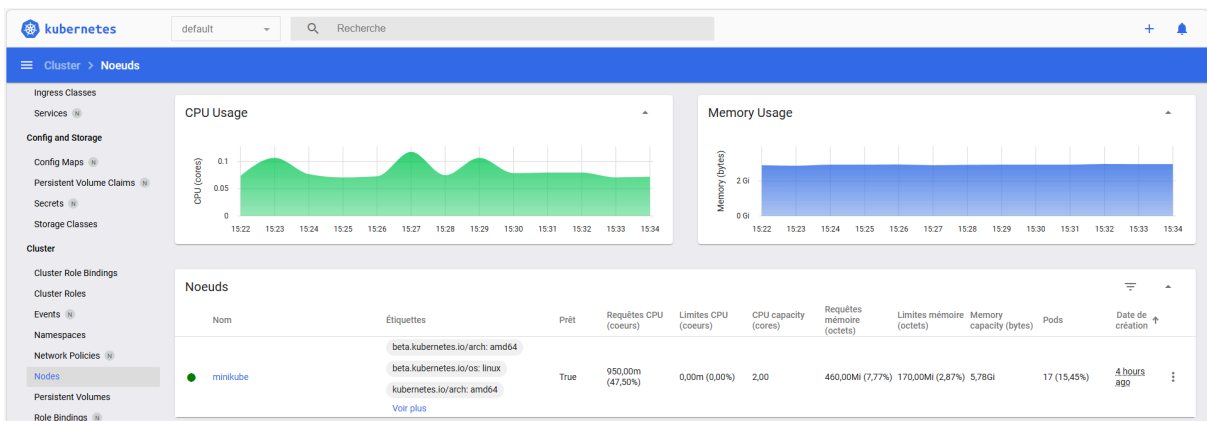 kubernetes
default
Recherche
Cluster > Noeuds
Ingress Classes
Services N
Config and Storage
Config Maps N
Persistent Volume Claims N
Secrets N
Storage Classes
Cluster
Cluster Role Bindings
Cluster Roles
Events N
Namespaces
Network Policies N
Nodes
Persistent Volumes
Role Bindings N
CPU Usage
CPU (cores)
0.1
0.05
0
15:22 15:23 15:24 15:25 15:26 15:27 15:28 15:29 15:30 15:31 15:32 15:33 15:34
Memory Usage
Memory (bytes)
2 Gi
0 Gi
15:22 15:23 15:24 15:25 15:26 15:27 15:28 15:29 15:30 15:31 15:32 15:33 15:34
Noeuds
Nom
Étiquettes
Prêt
Requêtes CPU
(coeurs)
Limites CPU
(coeurs)
CPU capacity
(cores)
Requêtes
mémoire
(octets)
Limites mémoire
(octets)
Memory
capacity (bytes)
Pods
Date de
création
minikube
beta.kubernetes.io/arch: amd64
beta.kubernetes.io/os: linux
kubernetes.io/arch: amd64
Voir plus
True
950,00m
(47,50%)
0,00m (0,00%)
2,00
460,00Mi (7,77%)
170,00Mi (2,87%)
5,78Gi
17 (15,45%)
4 hours
ago